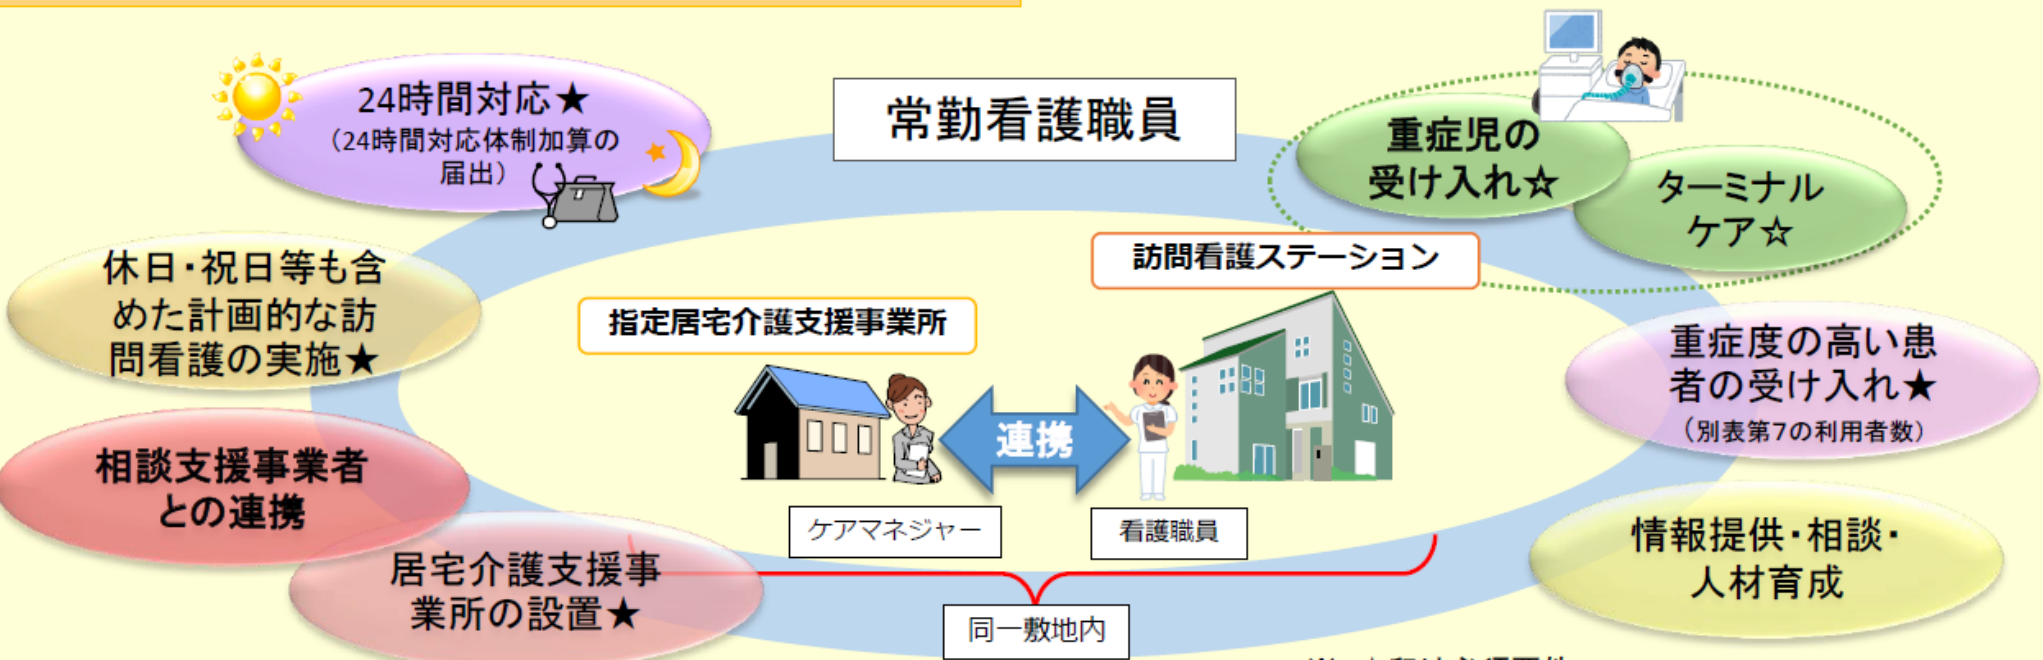 24時間対応★
（24時間対応体制加算の
届出）
常勤看護職員
重症児の
受け入れ☆
ターミナル
ケア☆
休日・祝日等も含
めた計画的な訪
問看護の実施★
訪問看護ステーション
指定居宅介護支援事業所
連携
重症度の高い患
者の受け入れ★
（別表第7の利用者数）
相談支援事業者
との連携
ケアマネジャー
看護職員
情報提供・相談・
人材育成
居宅介護支援事
業所の設置★
同一敷地内